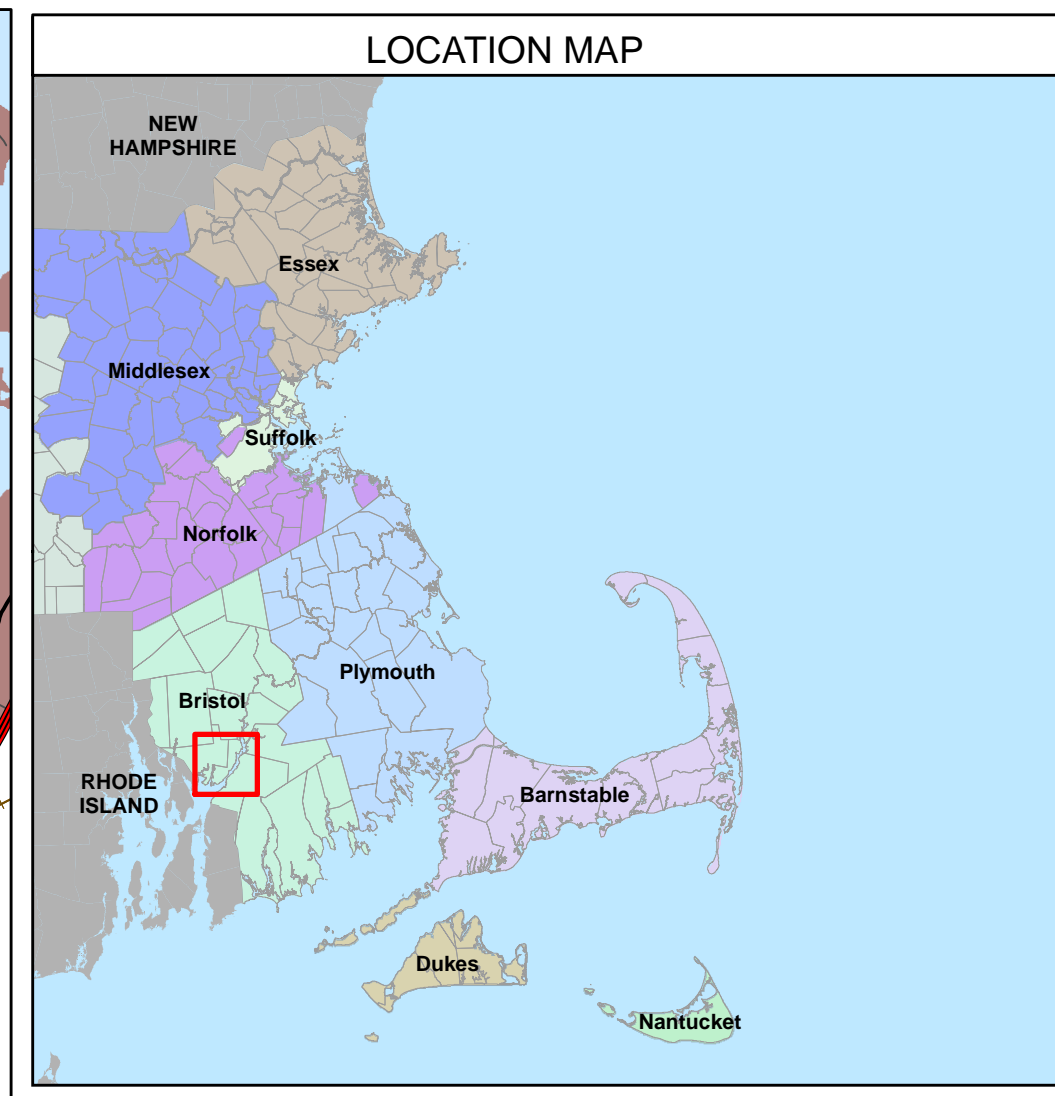 LOCATION MAP
NEW
HAMPSHIRE
Essex
Middlesex
Suffolk
Norfolk
Plymouth
Bristol
RHODE
ISLAND
Barnstable
Dukes
Nantucket